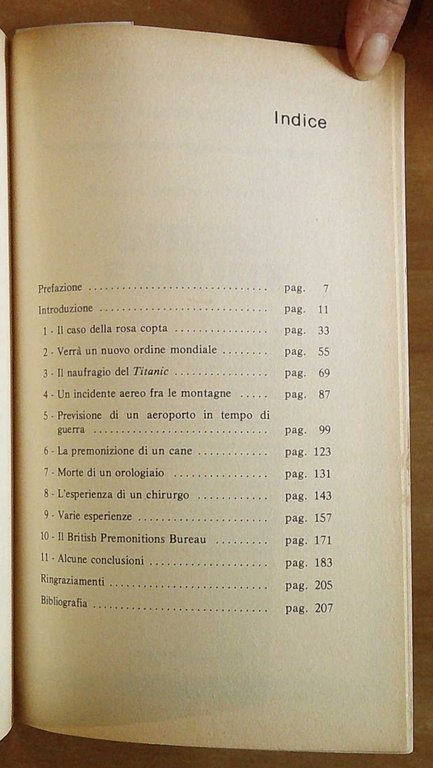 Indice
Prefazione .............................. pag. 7
Introduzione ............................ pag. 11
1 - Il caso della rosa copta ................ pag. 33
2 - Verrà un nuovo ordine mondiale ........ pag. 55
3 - Il naufragio del Titanic ................ pag. 69
4 - Un incidente aereo fra le montagne ..... pag. 87
5 - Previsione di un aeroporto in tempo di
guerra .............................. pag. 99
6 - La premonizione di un cane ............ pag. 123
7 - Morte di un orologiaio ................. pag. 131
8 - L'esperienza di un chirurgo ............ pag. 143
9 - Varie esperienze ....................... pag. 157
10 - Il British Premonitions Bureau ......... pag. 171
11 - Alcune conclusioni .................... pag. 183
Ringraziamenti ........................... pag. 205
Bibliografia .............................. pag. 207